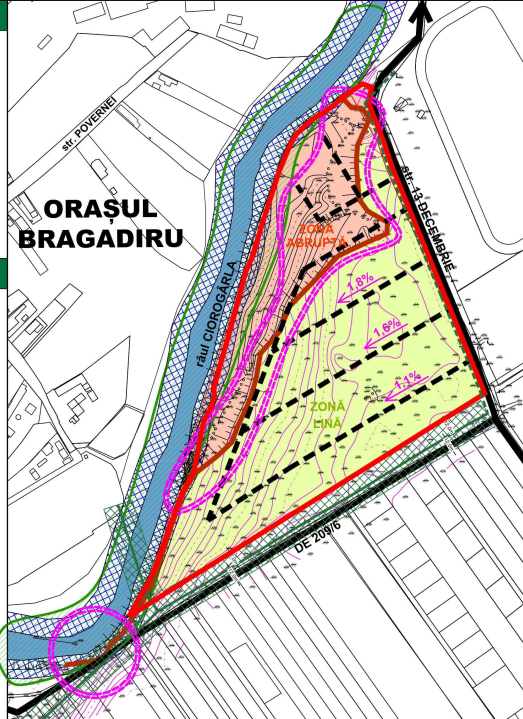 str. POVERNEI
ORAȘUL
BRAGADIRU
râul CIOROGÂRLA
str. 13 DECEMBRIE
ZONĂ
ABRUPTĂ
1,8%
1,6%
1,1%
ZONĂ
LINĂ
DE 209/6